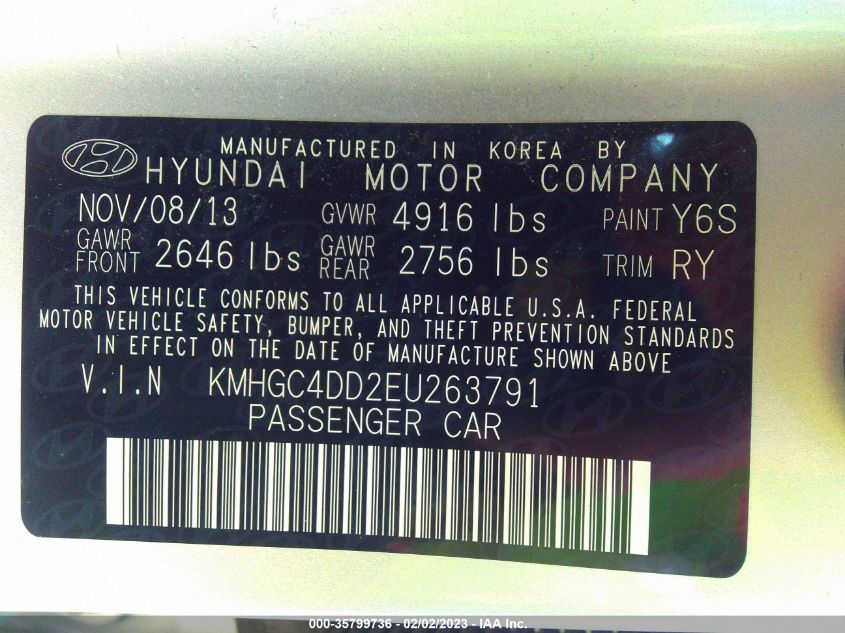 MANUFACTURED IN KOREA BY
HYUNDAI MOTOR COMPANY
NOV/08/13 GVWR 4916 lbs PAINT Y6S
GAWR FRONT 2646 lbs GAWR REAR 2756 lbs TRIM RY
THIS VEHICLE CONFORMS TO ALL APPLICABLE U.S.A. FEDERAL
MOTOR VEHICLE SAFETY, BUMPER, AND THEFT PREVENTION STANDARDS
IN EFFECT ON THE DATE OF MANUFACTURE SHOWN ABOVE
V.I.N KMHGC4DD2EU263791
PASSENGER CAR
000-35799736 - 02/02/2023 - IAA Inc.